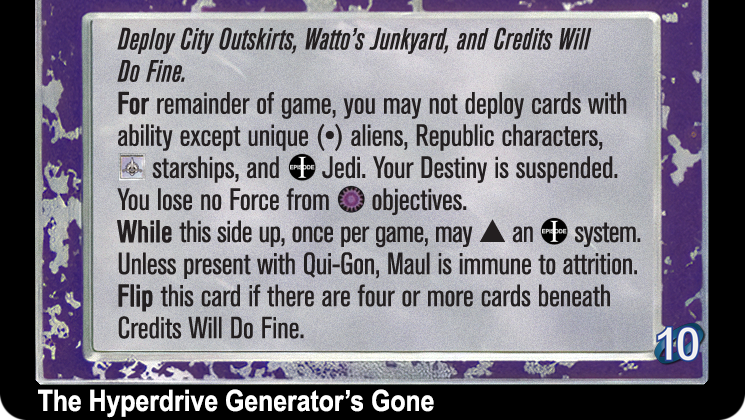 Deploy City Outskirts, Watto's Junkyard, and Credits Will
Do Fine.
For remainder of game, you may not deploy cards with
ability except unique (•) aliens, Republic characters,
starships, and EPISODE I Jedi. Your Destiny is suspended.
You lose no Force from objectives.
While this side up, once per game, may ▲ an EPISODE I system.
Unless present with Qui-Gon, Maul is immune to attrition.
Flip this card if there are four or more cards beneath
Credits Will Do Fine.
10
The Hyperdrive Generator's Gone